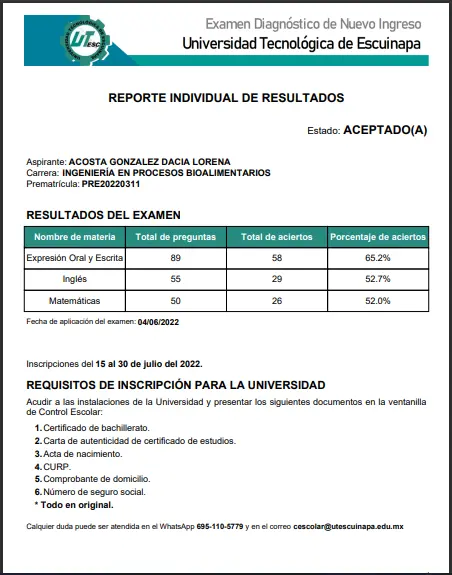 Examen Diagnóstico de Nuevo Ingreso
Universidad Tecnológica de Escuinapa
UTESC
REPORTE INDIVIDUAL DE RESULTADOS
Estado: ACEPTADO(A)
Aspirante: ACOSTA GONZALEZ DACIA LORENA
Carrera: INGENIERÍA EN PROCESOS BIOALIMENTARIOS
Prematrícula: PRE20220311
RESULTADOS DEL EXAMEN
Nombre de materia Total de preguntas Total de aciertos Porcentaje de aciertos
Expresión Oral y Escrita 89 58 65.2%
Inglés 55 29 52.7%
Matemáticas 50 26 52.0%
Fecha de aplicación del examen: 04/06/2022
Inscripciones del 15 al 30 de julio del 2022.
REQUISITOS DE INSCRIPCIÓN PARA LA UNIVERSIDAD
Acudir a las instalaciones de la Universidad y presentar los siguientes documentos en la ventanilla
de Control Escolar:
1. Certificado de bachillerato.
2. Carta de autenticidad de certificado de estudios.
3. Acta de nacimiento.
4. CURP.
5. Comprobante de domicilio.
6. Número de seguro social.
* Todo en original.
Calquier duda puede ser atendida en el WhatsApp 695-110-5779 y en el correo cescolar@utescuinapa.edu.mx